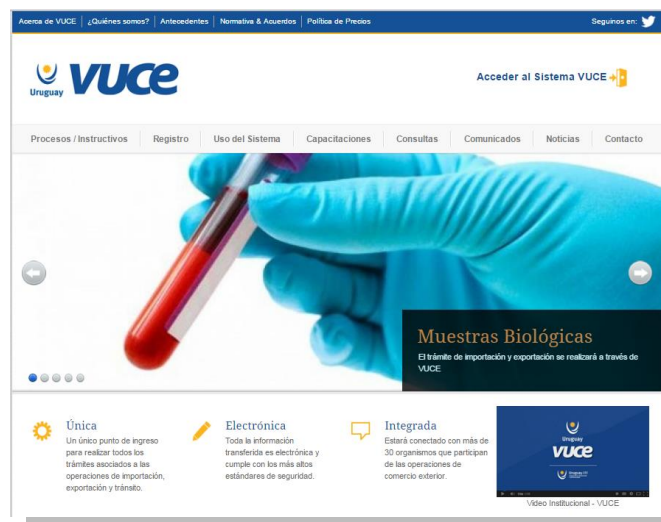 Acerca de VUCE | ¿Quiénes somos? | Antecedentes | Normativa & Acuerdos | Política de Precios
Seguinos en:
Uruguay
VUCE
Acceder al Sistema VUCE
Procesos / Instructivos | Registro | Uso del Sistema | Capacitaciones | Consultas | Comunicados | Noticias | Contacto
Muestras Biológicas
El trámite de importación y exportación se realizará a través de
VUCE
Única
Un único punto de ingreso
para realizar todos los
trámites asociados a las
operaciones de importación,
exportación y tránsito.
Electrónica
Toda la información
transferida es electrónica y
cumple con los más altos
estándares de seguridad.
Integrada
Estará conectado con más de
30 organismos que participan
de las operaciones de
comercio exterior.
Uruguay
VUCE
Video Institucional - VUCE